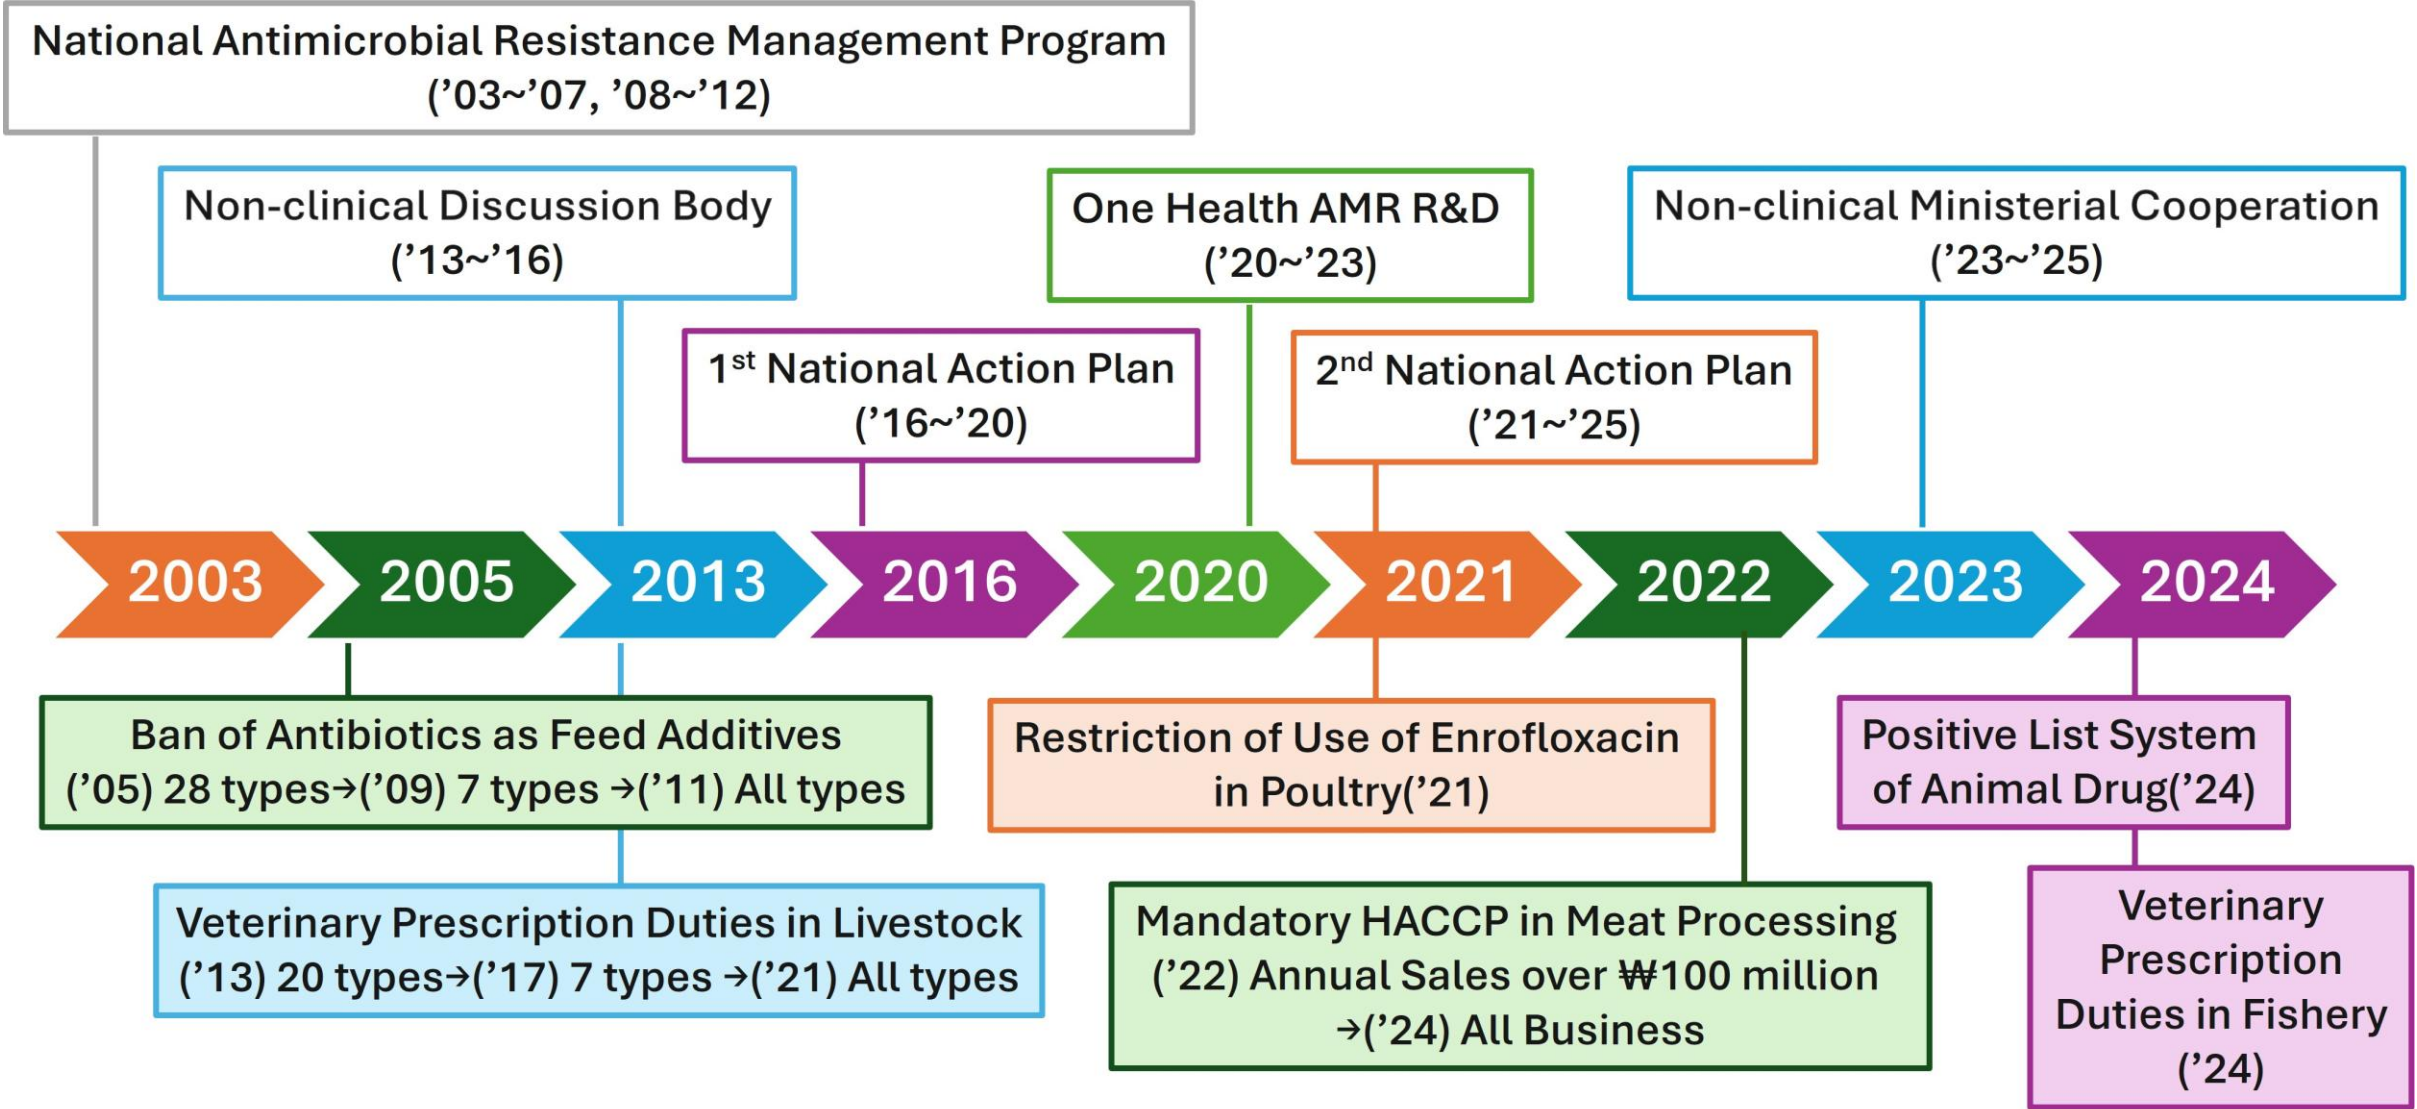 National Antimicrobial Resistance Management Program
(’03~’07, ’08~’12)
Non-clinical Discussion Body
(’13~’16)
One Health AMR R&D
(’20~’23)
Non-clinical Ministerial Cooperation
(’23~’25)
1st National Action Plan
(’16~’20)
2nd National Action Plan
(’21~’25)
2003
2005
2013
2016
2020
2021
2022
2023
2024
Ban of Antibiotics as Feed Additives
(’05) 28 types→(’09) 7 types →(’11) All types
Restriction of Use of Enrofloxacin
in Poultry(’21)
Positive List System
of Animal Drug(’24)
Veterinary Prescription Duties in Livestock
(’13) 20 types→(’17) 7 types →(’21) All types
Mandatory HACCP in Meat Processing
(’22) Annual Sales over ₩100 million
→(’24) All Business
Veterinary
Prescription
Duties in Fishery
(’24)